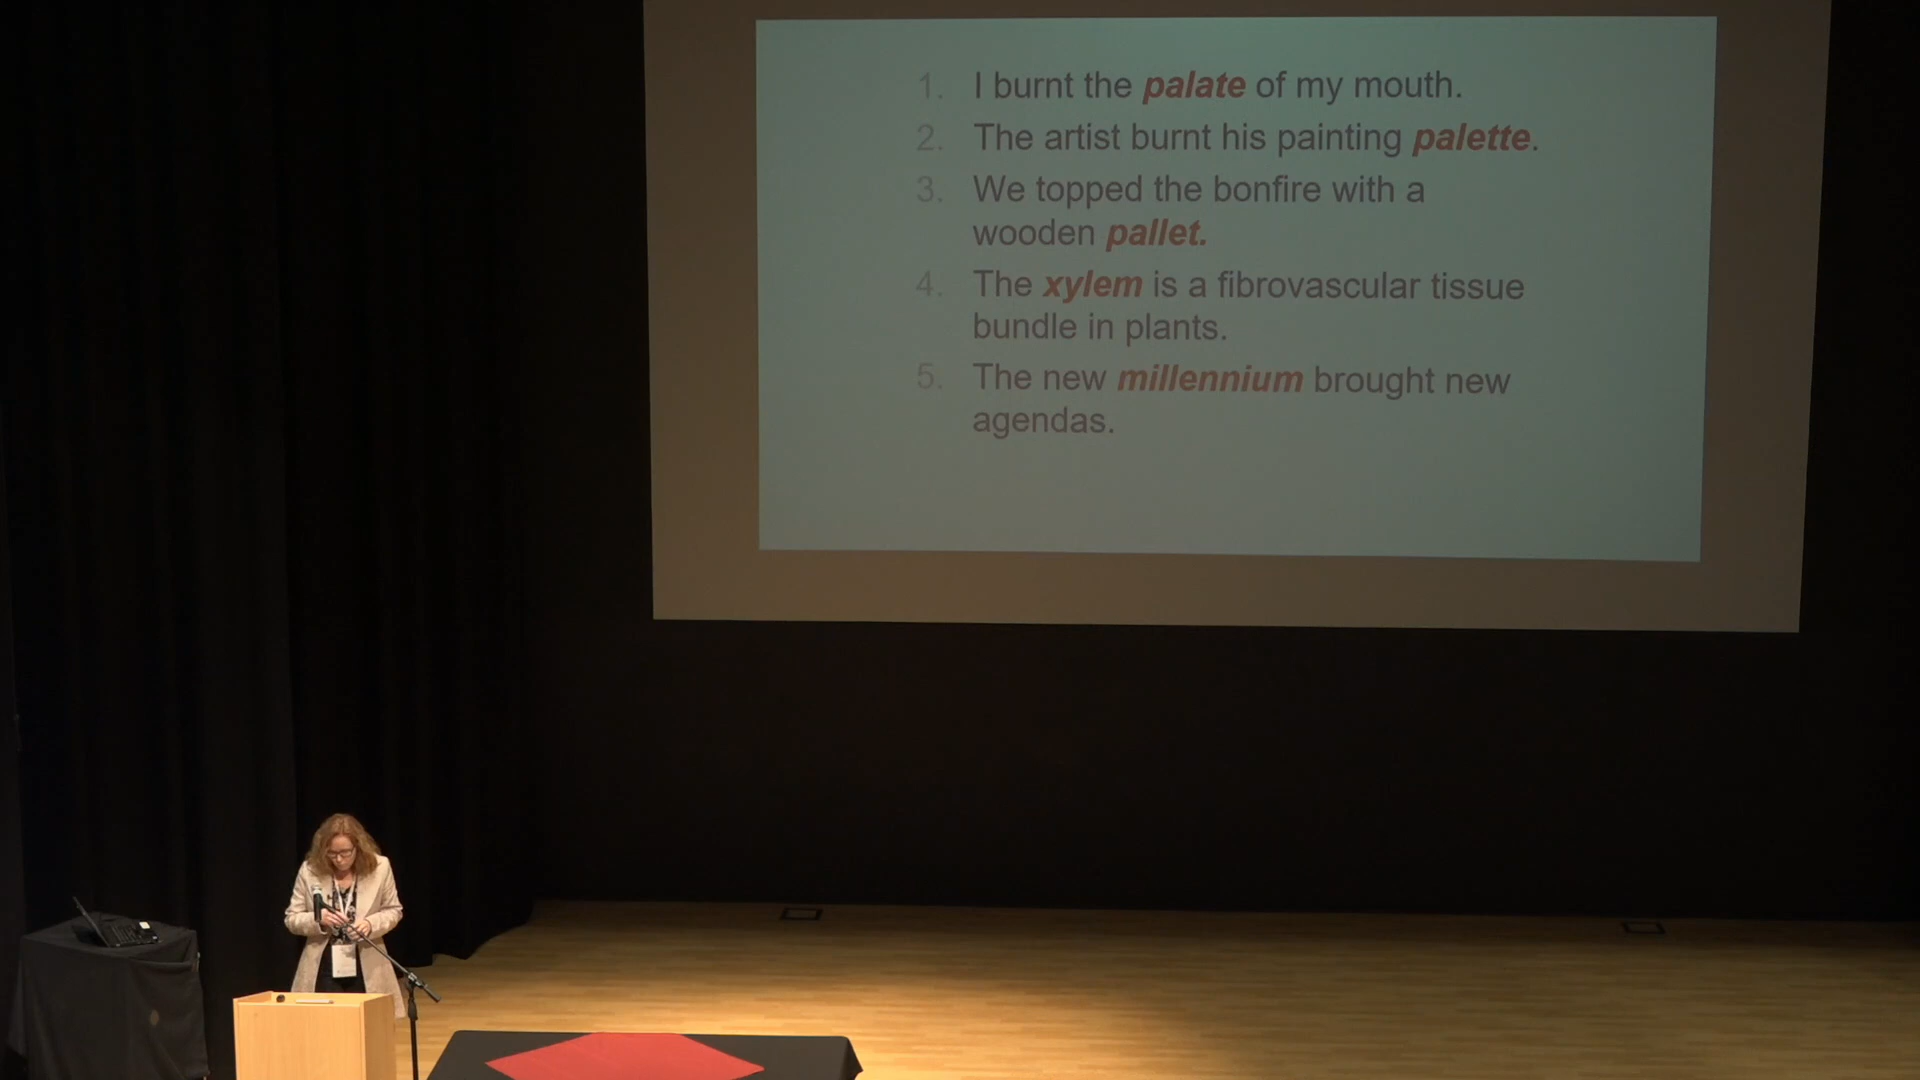 1. I burnt the palate of my mouth.
2. The artist burnt his painting palette.
3. We topped the bonfire with a
wooden pallet.
4. The xylem is a fibrovascular tissue
bundle in plants.
5. The new millennium brought new
agendas.